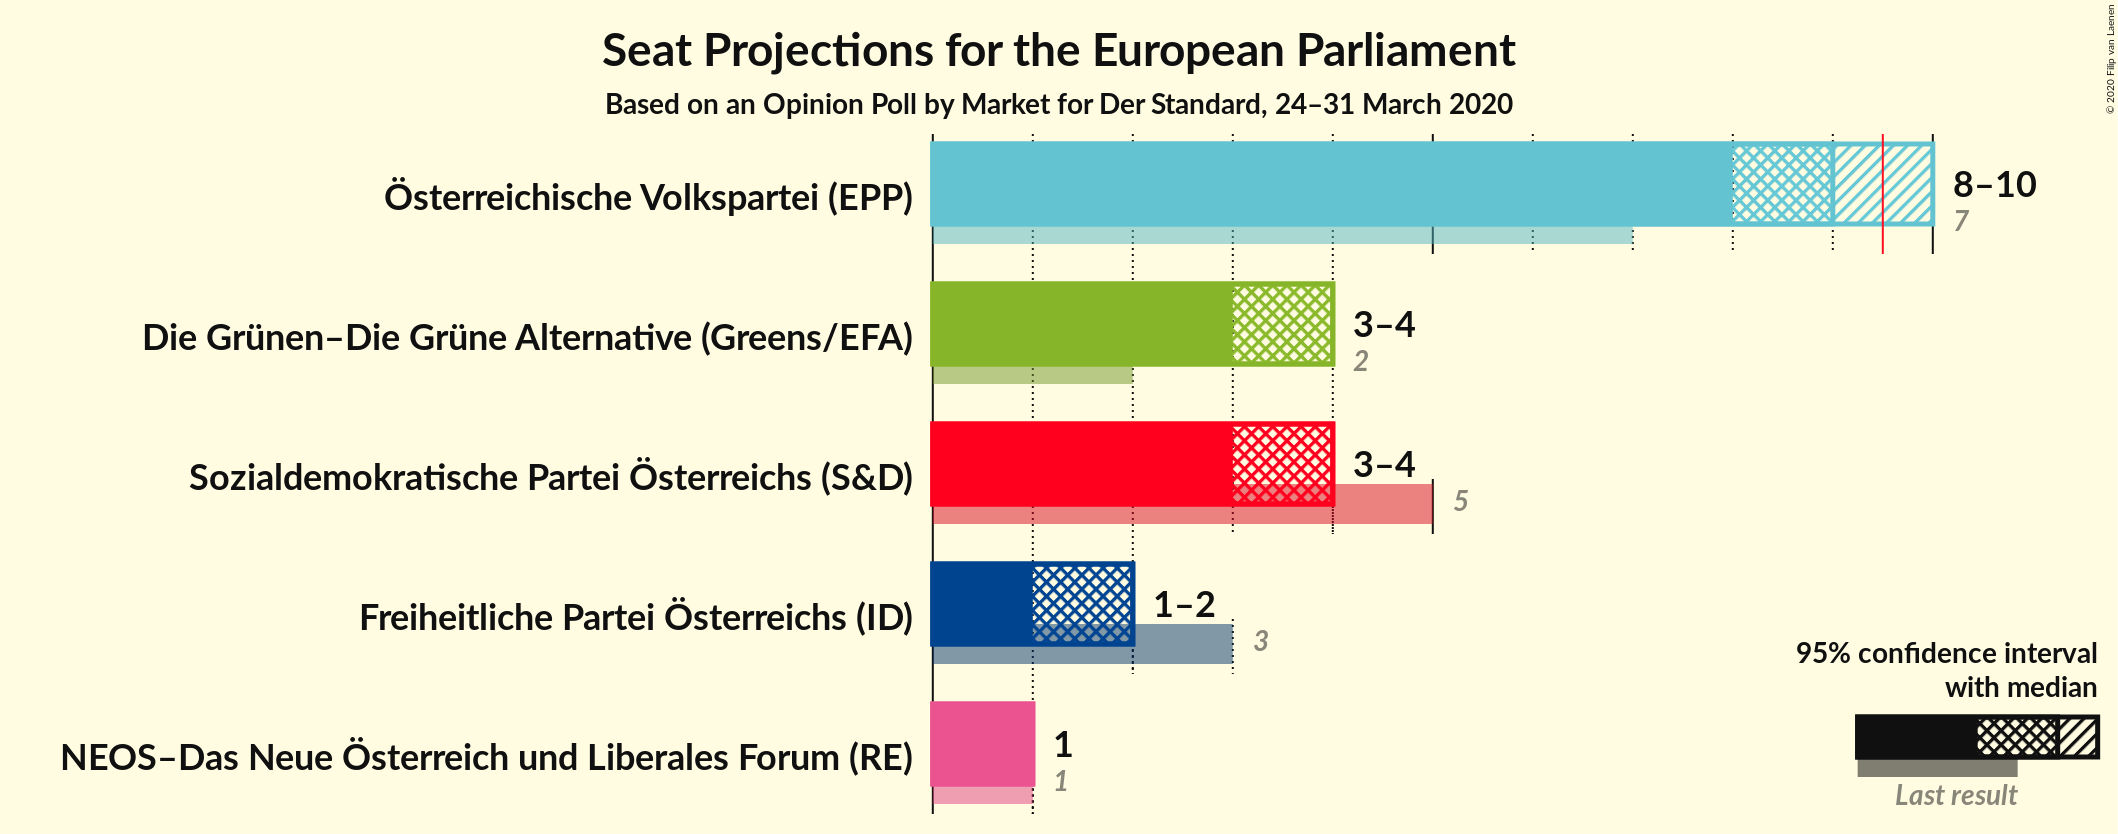 Seat Projections for the European Parliament
Based on an Opinion Poll by Market for Der Standard, 24–31 March 2020
© 2020 Filip van Laenen
Österreichische Volkspartei (EPP)
8–10
7
Die Grünen–Die Grüne Alternative (Greens/EFA)
3–4
2
Sozialdemokratische Partei Österreichs (S&D)
3–4
5
Freiheitliche Partei Österreichs (ID)
1–2
3
NEOS–Das Neue Österreich und Liberales Forum (RE)
1
1
95% confidence interval
with median
Last result